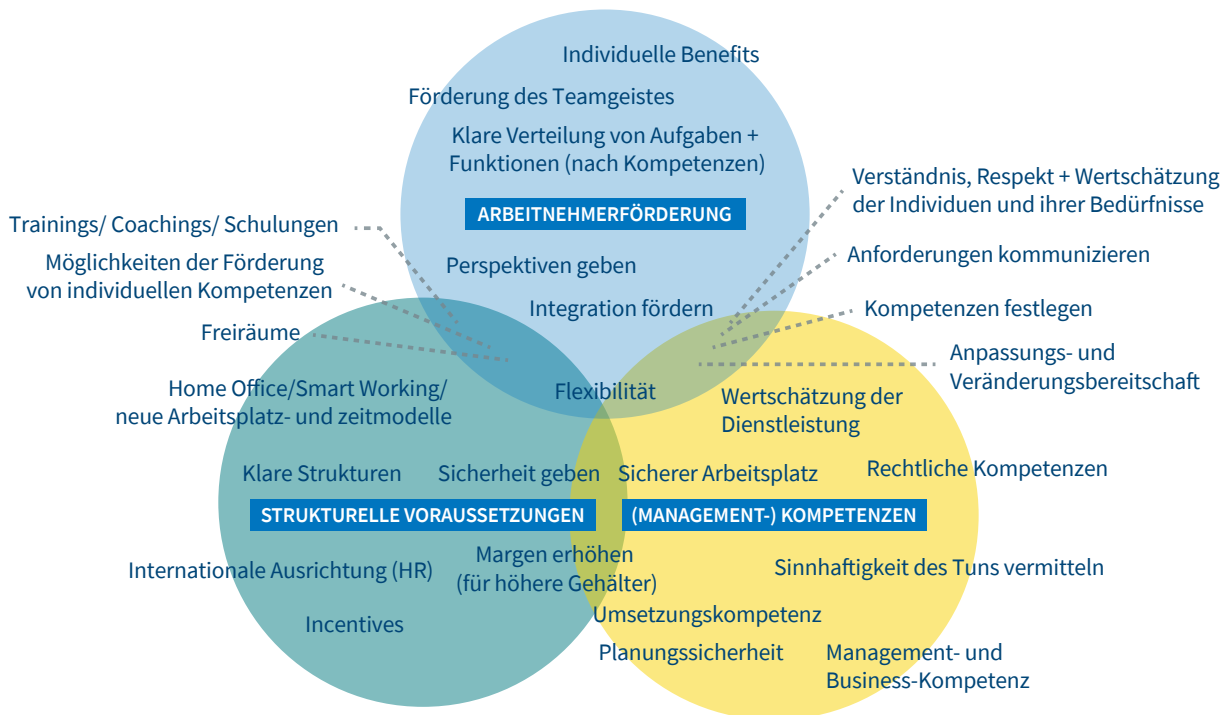 Individuelle Benefits
Förderung des Teamgeistes
Klare Verteilung von Aufgaben +
Funktionen (nach Kompetenzen)
ARBEITNEHMERFÖRDERUNG
Perspektiven geben
Integration fördern
Flexibilität
Trainings/ Coachings/ Schulungen
Möglichkeiten der Förderung
von individuellen Kompetenzen
Freiräume
Verständnis, Respekt + Wertschätzung
der Individuen und ihrer Bedürfnisse
Anforderungen kommunizieren
Kompetenzen festlegen
Anpassungs- und
Veränderungsbereitschaft
Home Office/Smart Working/
neue Arbeitsplatz- und zeitmodelle
Klare Strukturen
Sicherheit geben
STRUKTURELLE VORAUSSETZUNGEN
Internationale Ausrichtung (HR)
Margen erhöhen
(für höhere Gehälter)
Incentives
Wertschätzung der
Dienstleistung
Sicherer Arbeitsplatz
Rechtliche Kompetenzen
(MANAGEMENT-) KOMPETENZEN
Sinnhaftigkeit des Tuns vermitteln
Umsetzungskompetenz
Planungssicherheit
Management- und
Business-Kompetenz